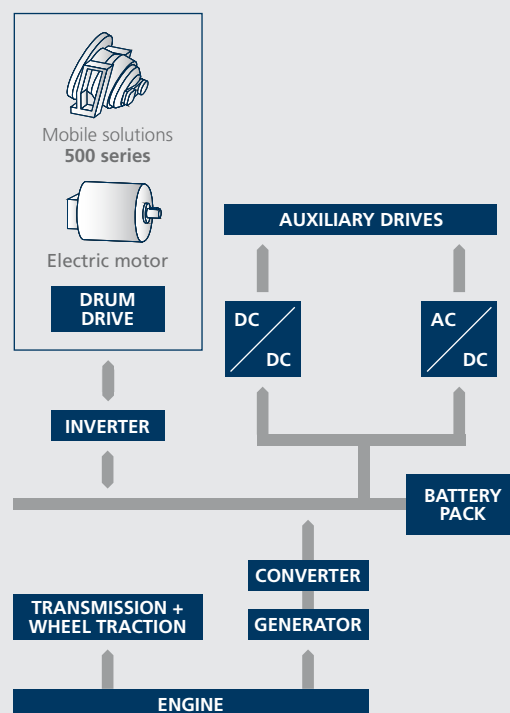 Mobile solutions
500 series
Electric motor
DRUM
DRIVE
INVERTER
AUXILIARY DRIVES
DC
DC
AC
DC
BATTERY
PACK
CONVERTER
GENERATOR
TRANSMISSION +
WHEEL TRACTION
ENGINE